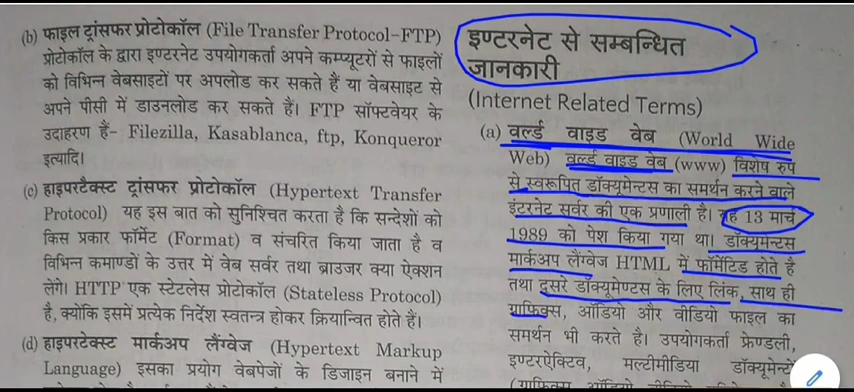 (b) फाइल ट्रांसफर प्रोटोकॉल (File Transfer Protocol–FTP)
प्रोटोकॉल के द्वारा इण्टरनेट उपयोगकर्ता अपने कम्प्यूटरों से फाइलों
को विभिन्न वेबसाइटों पर अपलोड कर सकते हैं या वेबसाइट से
अपने पीसी में डाउनलोड कर सकते हैं। FTP सॉफ्टवेयर के
उदाहरण हैं– Filezilla, Kasablanca, ftp, Konqueror
इत्यादि।
(c) हाइपरटैक्स्ट ट्रांसफर प्रोटोकॉल (Hypertext Transfer
Protocol) यह इस बात को सुनिश्चित करता है कि सन्देशों को
किस प्रकार फॉर्मेट (Format) व संचरित किया जाता है व
विभिन्न कमाण्डों के उत्तर में वेब सर्वर तथा ब्राउजर क्या ऐक्शन
लेंगे। HTTP एक स्टेटलेस प्रोटोकॉल (Stateless Protocol)
है, क्योंकि इसमें प्रत्येक निर्देश स्वतन्त्र होकर क्रियान्वित होते हैं।
(d) हाइपरटेक्स्ट मार्कअप लैंग्वेज (Hypertext Markup
Language) इसका प्रयोग वेबपेजों के डिजाइन बनाने में
इण्टरनेट से सम्बन्धित
जानकारी
(Internet Related Terms)
(a) वर्ल्ड वाइड वेब (World Wide
Web) वर्ल्ड वाइड वेब (www) विशेष रुप
से स्वरूपित डॉक्यूमेन्टस का समर्थन करने वाले
इंटरनेट सर्वर की एक प्रणाली है। यह 13 मार्च
1989 को पेश किया गया था। डॉक्यूमेन्टस
मार्कअप लैंग्वेज HTML में फॉर्मेटिड होते है
तथा दूसरे डॉक्यूमेण्टस के लिए लिंक, साथ ही
ग्राफिक्स, ऑडियो और वीडियो फाइल का
समर्थन भी करते है। उपयोगकर्ता फ्रेण्डली,
इण्टरऐक्टिव, मल्टीमीडिया डॉक्यूमेन्टों
(ग्राफिक्स